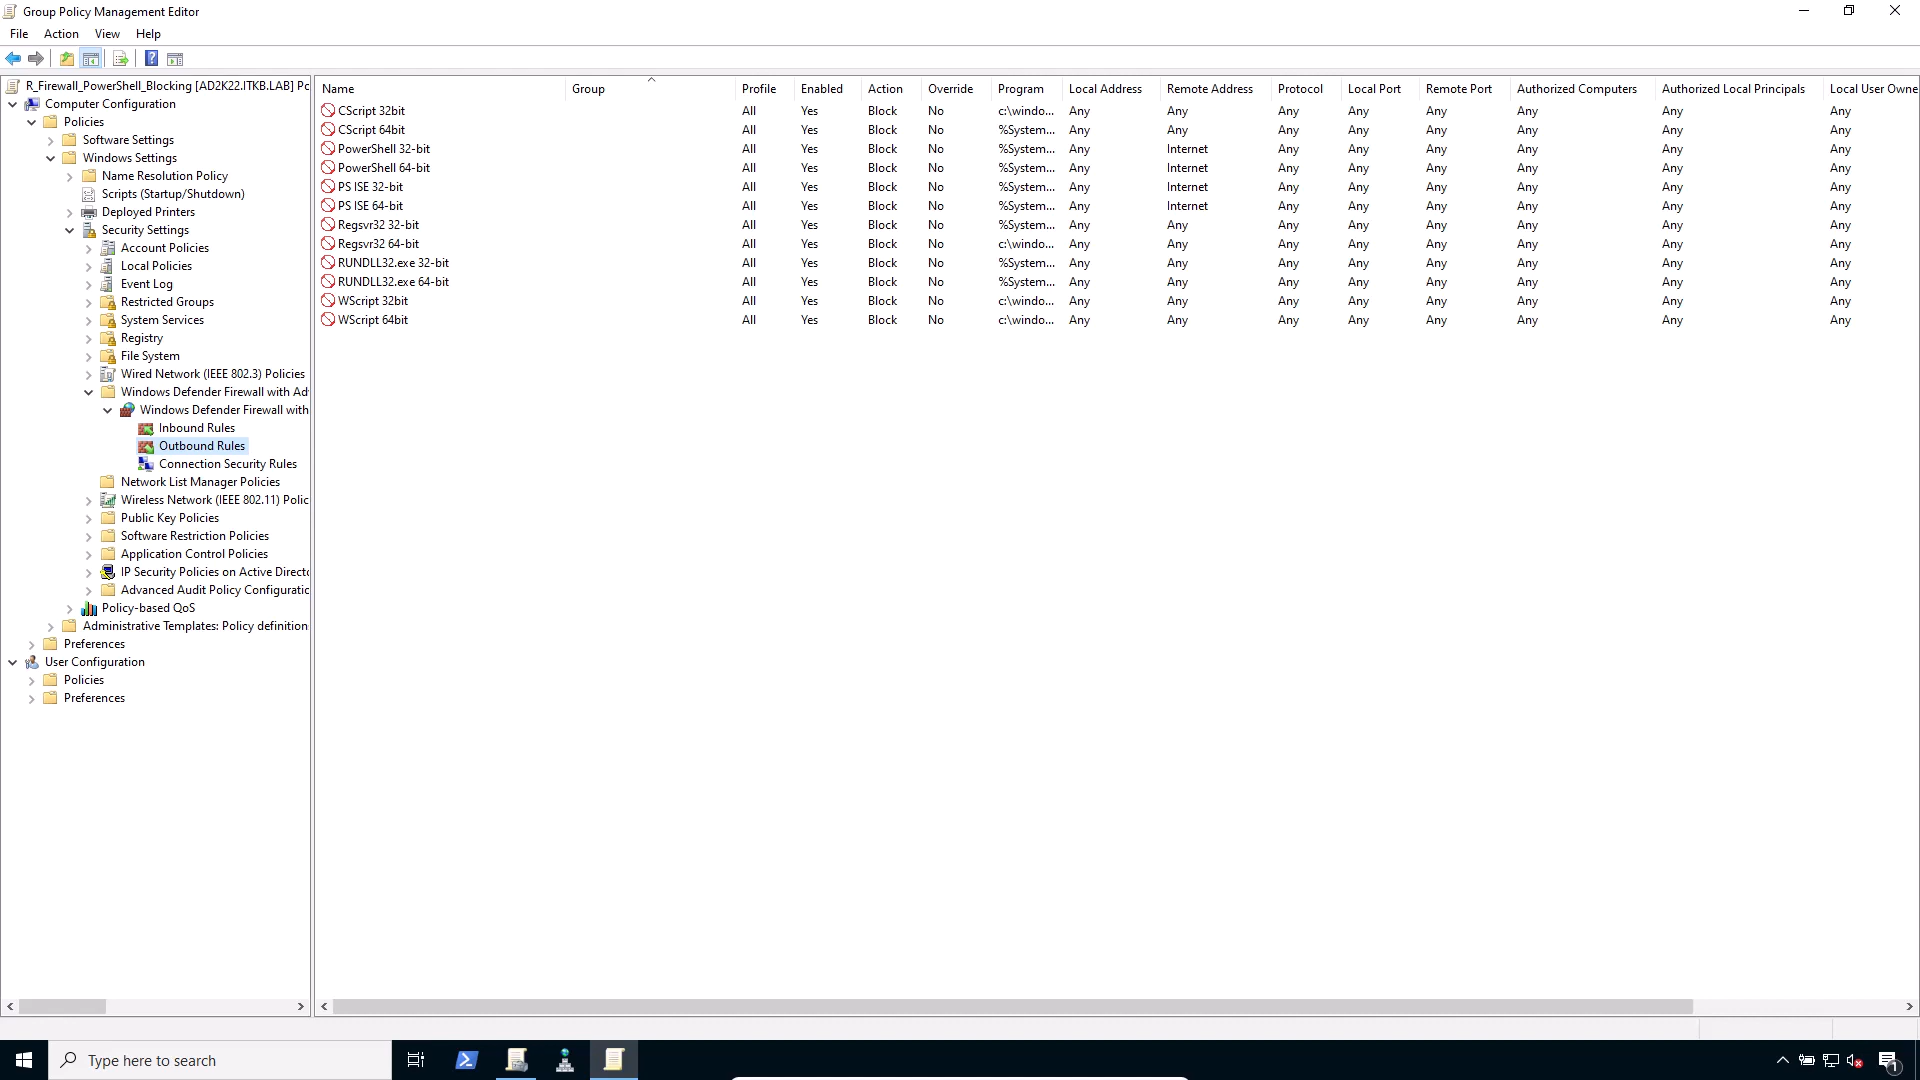 Group Policy Management Editor
File Action View Help
R_Firewall_PowerShell_Blocking [AD2K22.ITKB.LAB] Pc
Computer Configuration
Policies
Software Settings
Windows Settings
Name Resolution Policy
Scripts (Startup/Shutdown)
Deployed Printers
Security Settings
Account Policies
Local Policies
Event Log
Restricted Groups
System Services
Registry
File System
Wired Network (IEEE 802.3) Policies
Windows Defender Firewall with Ad
Windows Defender Firewall with
Inbound Rules
Outbound Rules
Connection Security Rules
Network List Manager Policies
Wireless Network (IEEE 802.11) Polic
Public Key Policies
Software Restriction Policies
Application Control Policies
IP Security Policies on Active Direct
Advanced Audit Policy Configuratic
Policy-based QoS
Administrative Templates: Policy definition
Preferences
User Configuration
Policies
Preferences
Name Group Profile Enabled Action Override Program Local Address Remote Address Protocol Local Port Remote Port Authorized Computers Authorized Local Principals Local User Owne
CScript 32bit All Yes Block No c:\windo... Any Any Any Any Any Any Any Any
CScript 64bit All Yes Block No %System... Any Any Any Any Any Any Any Any
PowerShell 32-bit All Yes Block No %System... Any Internet Any Any Any Any Any Any
PowerShell 64-bit All Yes Block No %System... Any Internet Any Any Any Any Any Any
PS ISE 32-bit All Yes Block No %System... Any Internet Any Any Any Any Any Any
PS ISE 64-bit All Yes Block No %System... Any Internet Any Any Any Any Any Any
Regsvr32 32-bit All Yes Block No %System... Any Any Any Any Any Any Any Any
Regsvr32 64-bit All Yes Block No c:\windo... Any Any Any Any Any Any Any Any
RUNDLL32.exe 32-bit All Yes Block No %System... Any Any Any Any Any Any Any Any
RUNDLL32.exe 64-bit All Yes Block No %System... Any Any Any Any Any Any Any Any
WScript 32bit All Yes Block No c:\windo... Any Any Any Any Any Any Any Any
WScript 64bit All Yes Block No c:\windo... Any Any Any Any Any Any Any Any
Type here to search
1